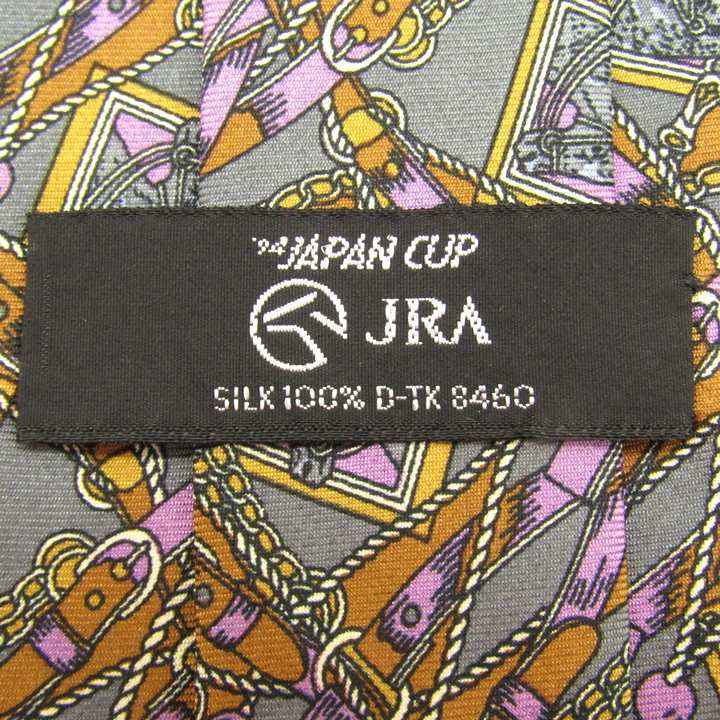 '94 JAPAN CUP
JRA
SILK 100% D-TK 8460